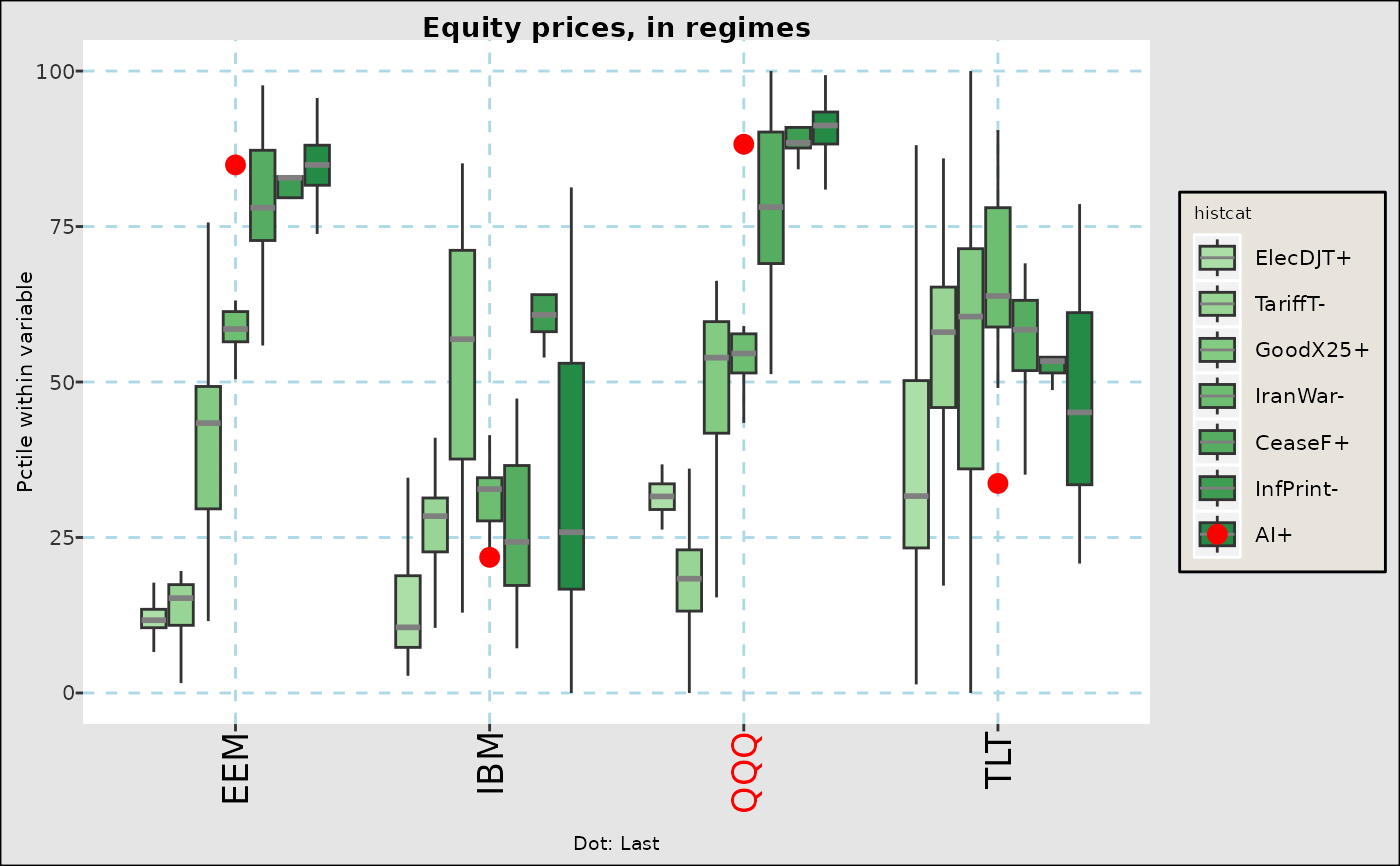 Equity prices, in regimes
Pctile within variable
100
75
50
25
0
EEM
IBM
QQQ
TLT
Dot: Last
histcat
ElecDJT+
TariffT-
GoodX25+
IranWar-
CeaseF+
InfPrint-
AI+